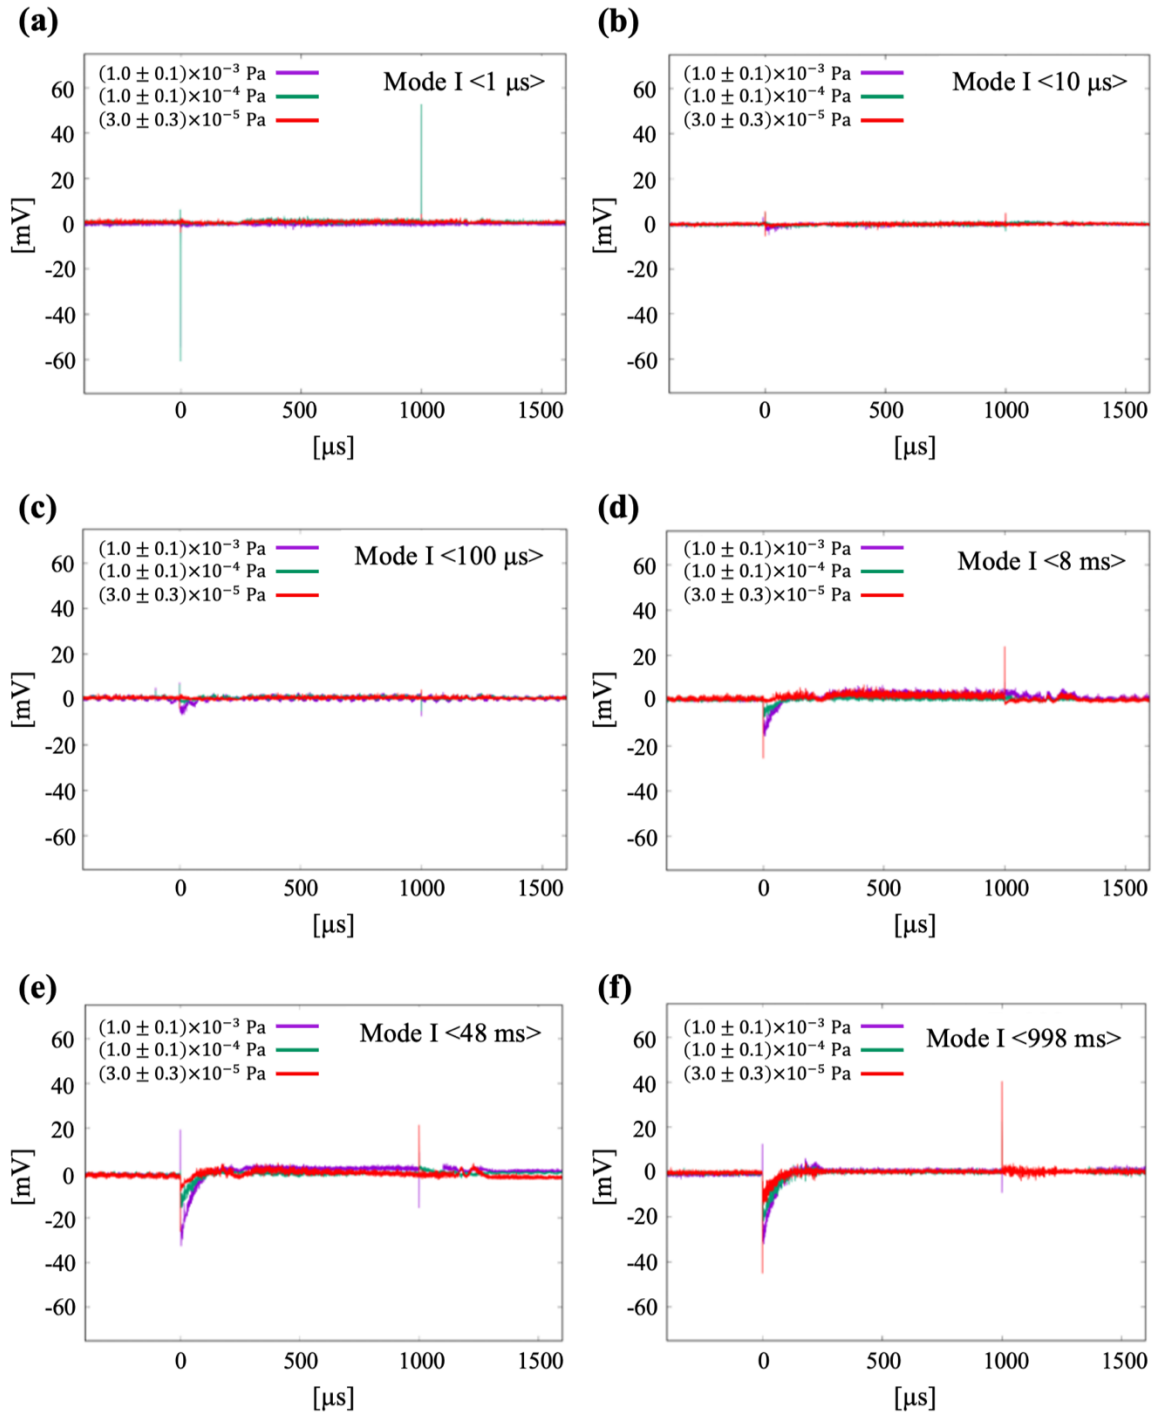 (a)
(1.0 ± 0.1)×10⁻³ Pa
(1.0 ± 0.1)×10⁻⁴ Pa
(3.0 ± 0.3)×10⁻⁵ Pa
Mode I <1 μs>
60
40
20
0
-20
-40
-60
[mV]
0 500 1000 1500
[μs]
(b)
(1.0 ± 0.1)×10⁻³ Pa
(1.0 ± 0.1)×10⁻⁴ Pa
(3.0 ± 0.3)×10⁻⁵ Pa
Mode I <10 μs>
60
40
20
0
-20
-40
-60
[mV]
0 500 1000 1500
[μs]
(c)
(1.0 ± 0.1)×10⁻³ Pa
(1.0 ± 0.1)×10⁻⁴ Pa
(3.0 ± 0.3)×10⁻⁵ Pa
Mode I <100 μs>
60
40
20
0
-20
-40
-60
[mV]
0 500 1000 1500
[μs]
(d)
(1.0 ± 0.1)×10⁻³ Pa
(1.0 ± 0.1)×10⁻⁴ Pa
(3.0 ± 0.3)×10⁻⁵ Pa
Mode I <8 ms>
60
40
20
0
-20
-40
-60
[mV]
0 500 1000 1500
[μs]
(e)
(1.0 ± 0.1)×10⁻³ Pa
(1.0 ± 0.1)×10⁻⁴ Pa
(3.0 ± 0.3)×10⁻⁵ Pa
Mode I <48 ms>
60
40
20
0
-20
-40
-60
[mV]
0 500 1000 1500
[μs]
(f)
(1.0 ± 0.1)×10⁻³ Pa
(1.0 ± 0.1)×10⁻⁴ Pa
(3.0 ± 0.3)×10⁻⁵ Pa
Mode I <998 ms>
60
40
20
0
-20
-40
-60
[mV]
0 500 1000 1500
[μs]